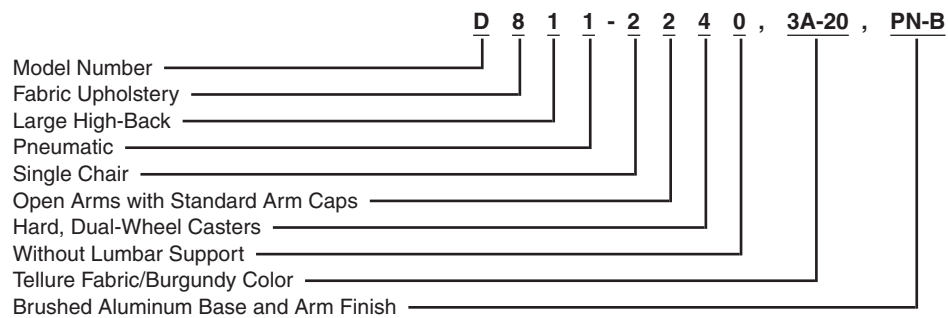 D 8 1 1 - 2 2 4 0 , 3A-20 , PN-B
Model Number
Fabric Upholstery
Large High-Back
Pneumatic
Single Chair
Open Arms with Standard Arm Caps
Hard, Dual-Wheel Casters
Without Lumbar Support
Tellure Fabric/Burgundy Color
Brushed Aluminum Base and Arm Finish